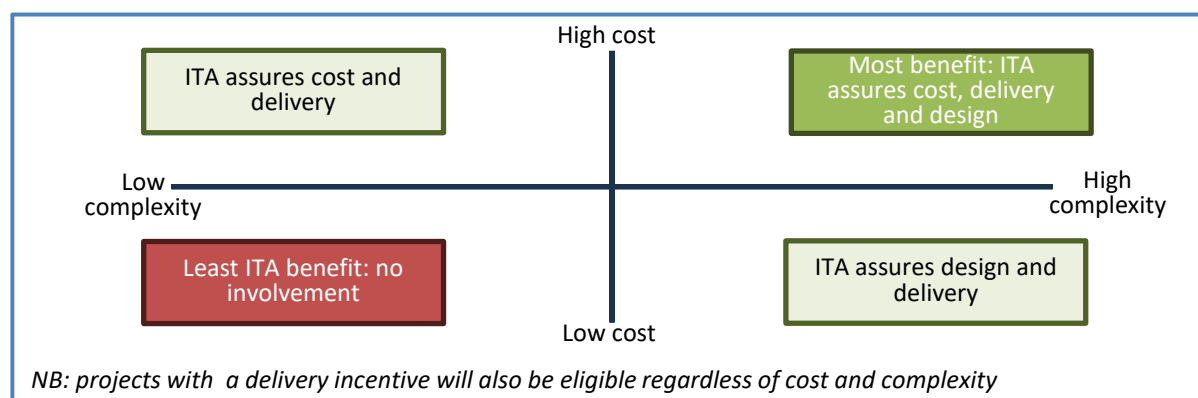 High cost
ITA assures cost and
delivery
Most benefit: ITA
assures cost, delivery
and design
Low
complexity
High
complexity
Least ITA benefit: no
involvement
ITA assures design and
delivery
Low cost
NB: projects with  a delivery incentive will also be eligible regardless of cost and complexity